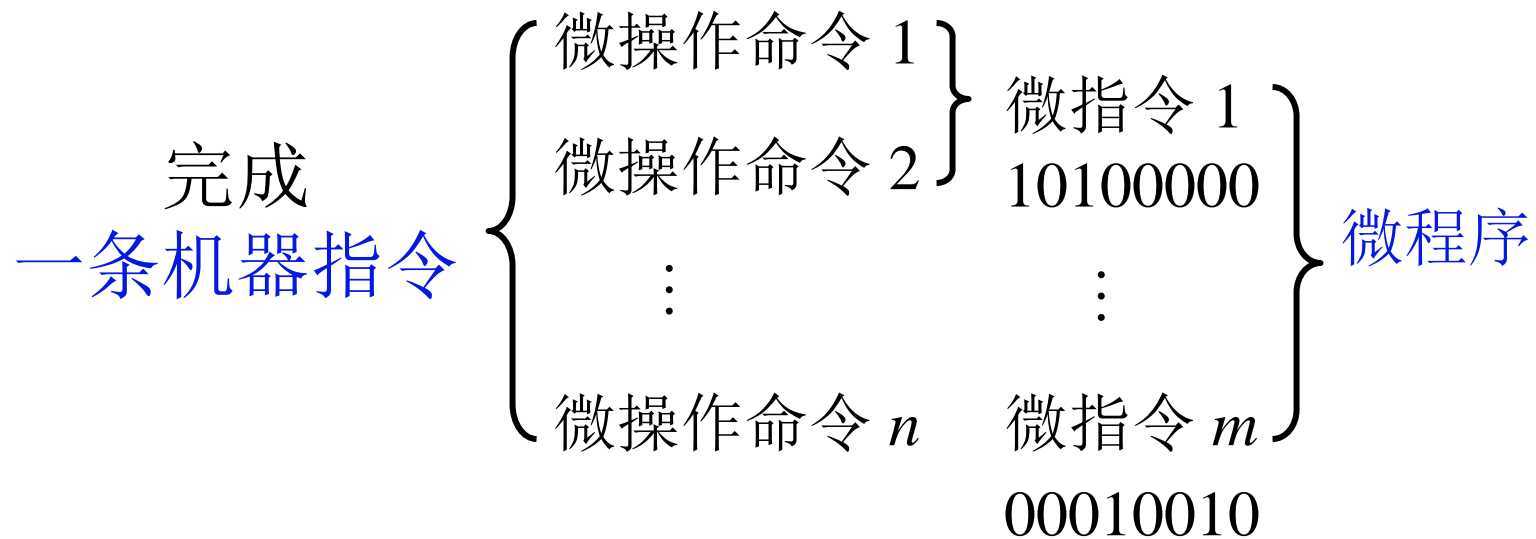 完成
一条机器指令
微操作命令 1
微操作命令 2
⋮
微操作命令 n
微指令 1
10100000
⋮
微指令 m
00010010
微程序